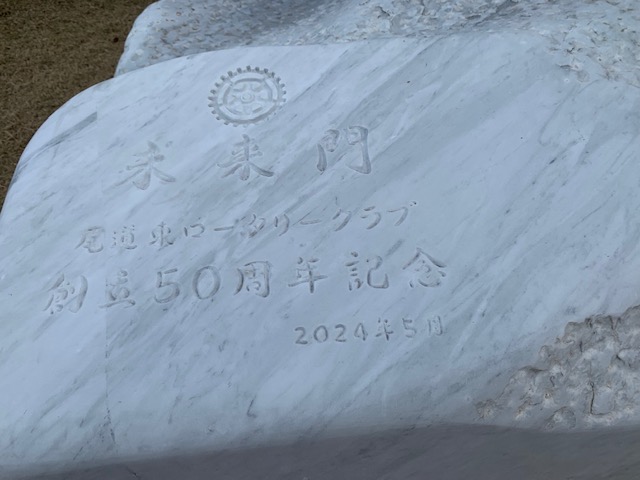 未来門
尾道東ロータリークラブ
創立50周年記念
2024年5月